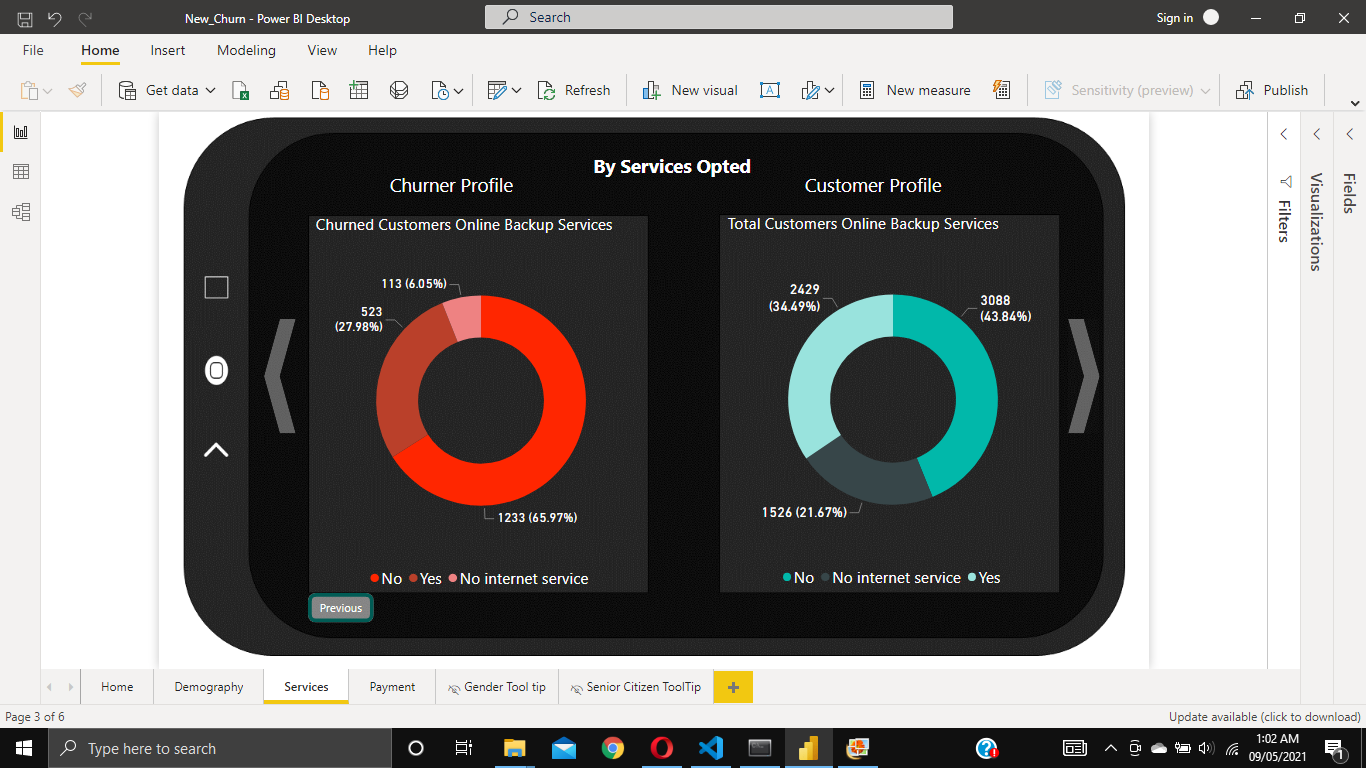 New_Churn - Power BI Desktop
Search
Sign in
File
Home
Insert
Modeling
View
Help
Get data
Refresh
New visual
New measure
Sensitivity (preview)
Publish
By Services Opted
Churner Profile
Customer Profile
Churned Customers Online Backup Services
113 (6.05%)
523
(27.98%)
1233 (65.97%)
No
Yes
No internet service
Previous
Total Customers Online Backup Services
2429
(34.49%)
3088
(43.84%)
1526 (21.67%)
No
No internet service
Yes
Filters
Visualizations
Fields
Home
Demography
Services
Payment
Gender Tool tip
Senior Citizen ToolTip
Page 3 of 6
Update available (click to download)
Type here to search
1:02 AM
09/05/2021
1